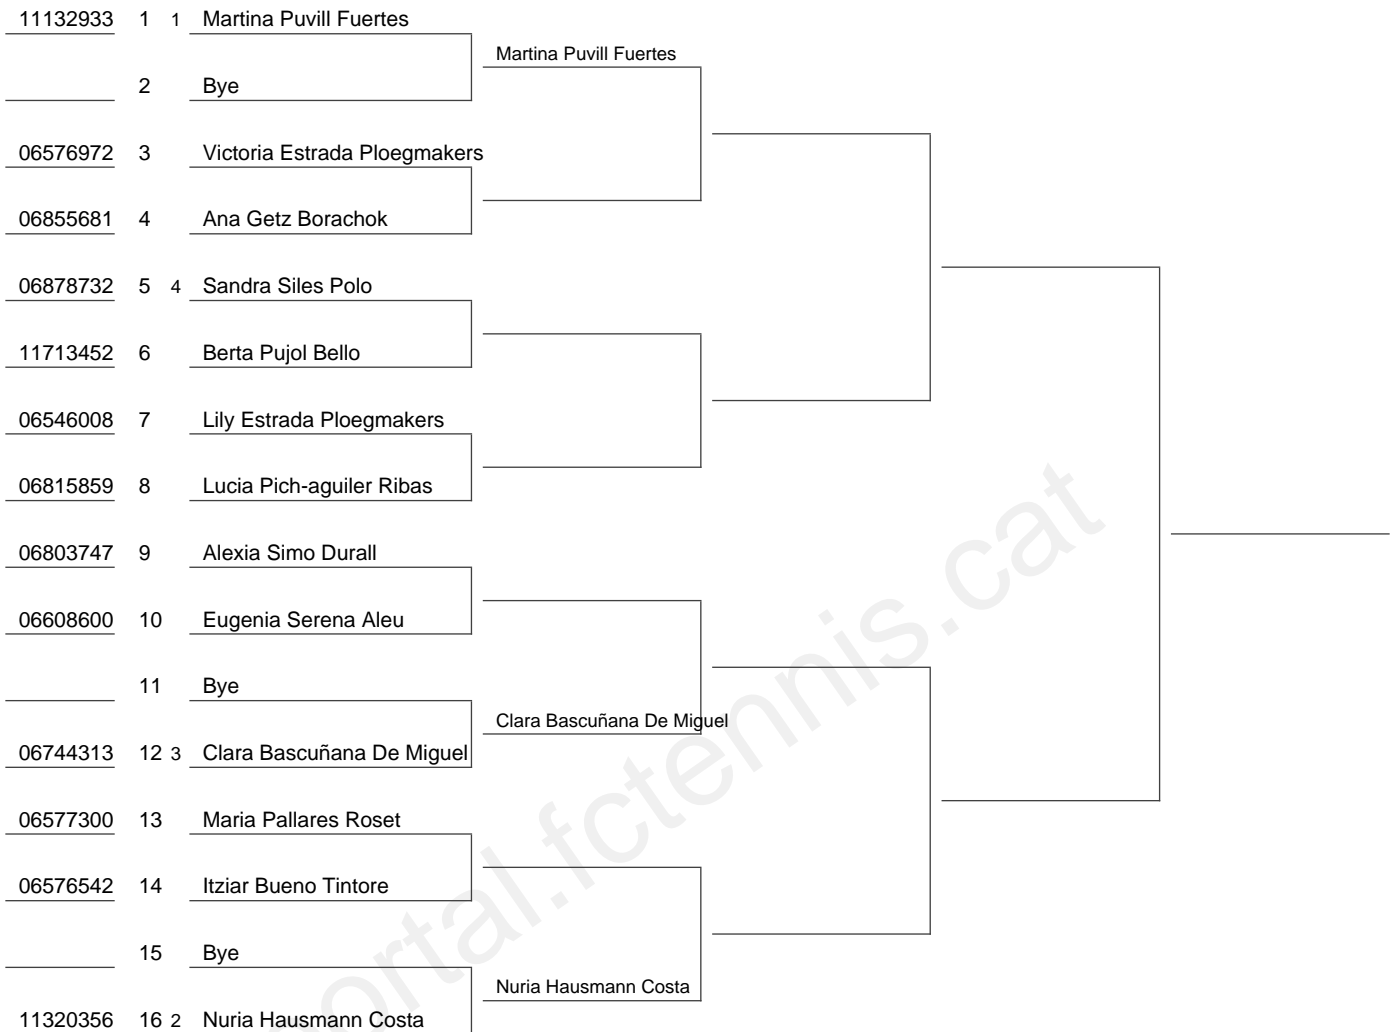 11132933 1 1 Martina Puvill Fuertes
Martina Puvill Fuertes
2 Bye
06576972 3 Victoria Estrada Ploegmakers
06855681 4 Ana Getz Borachok
06878732 5 4 Sandra Siles Polo
11713452 6 Berta Pujol Bello
06546008 7 Lily Estrada Ploegmakers
06815859 8 Lucia Pich-aguiler Ribas
06803747 9 Alexia Simo Durall
06608600 10 Eugenia Serena Aleu
11 Bye
Clara Bascuñana De Miguel
06744313 12 3 Clara Bascuñana De Miguel
06577300 13 Maria Pallares Roset
06576542 14 Itziar Bueno Tintore
15 Bye
Nuria Hausmann Costa
11320356 16 2 Nuria Hausmann Costa
ortal.fctennis.cat